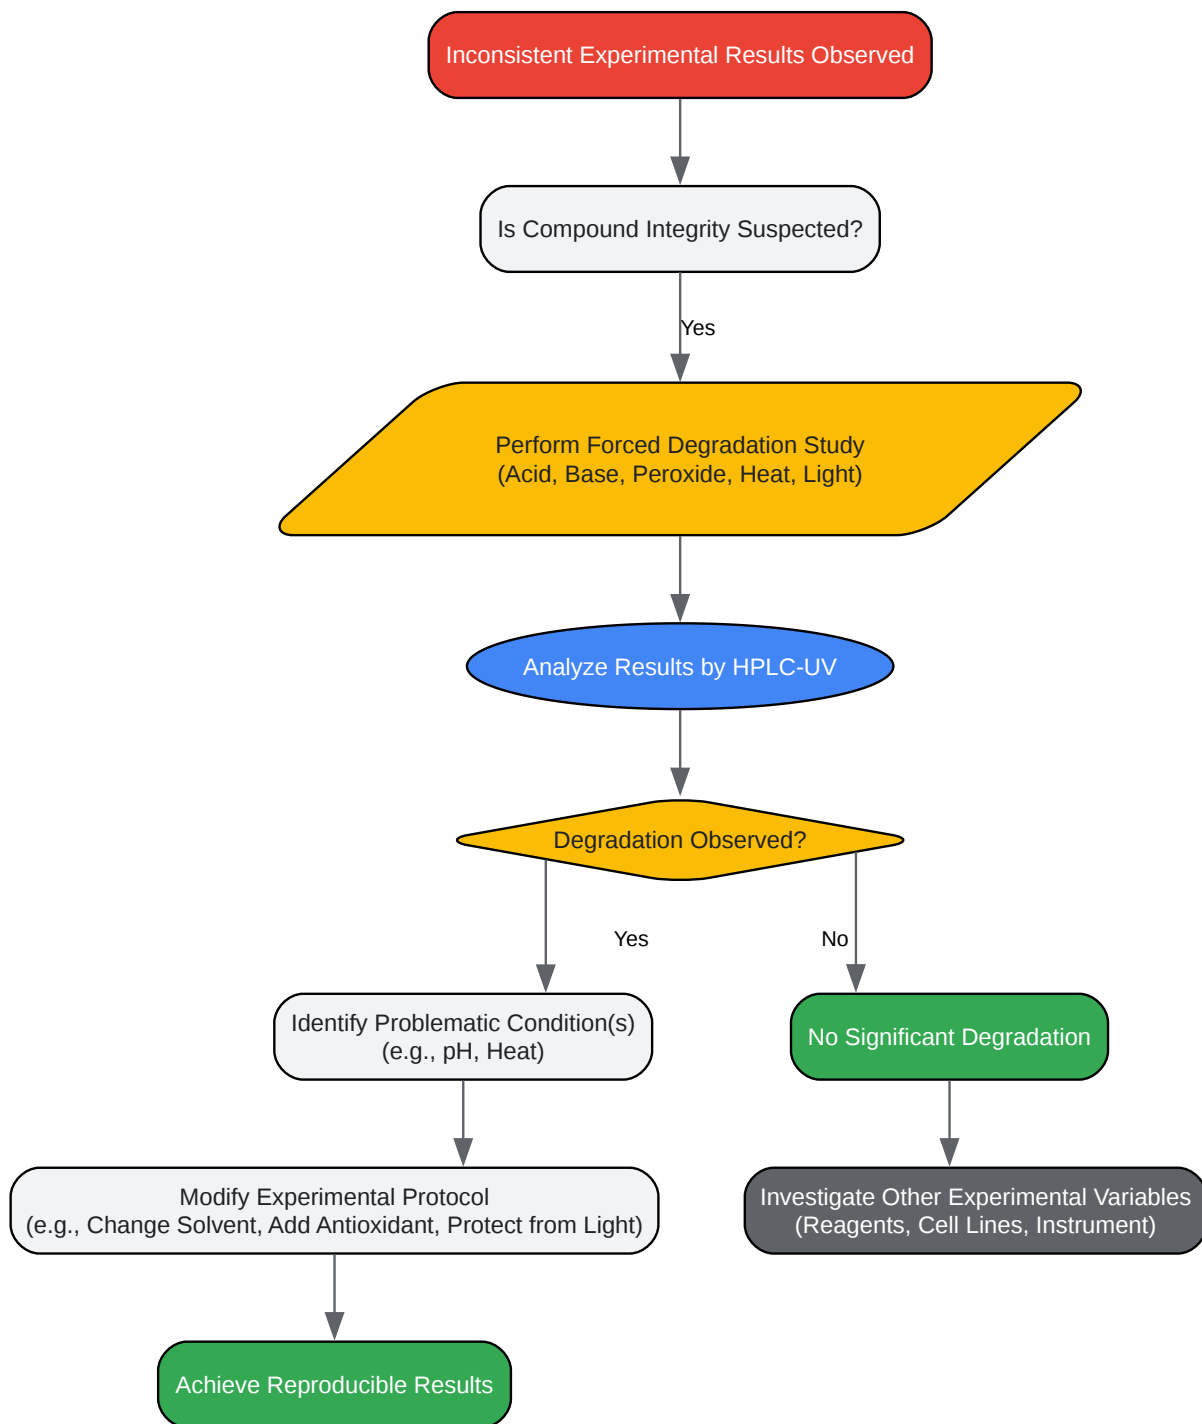 Inconsistent Experimental Results Observed
Is Compound Integrity Suspected?
Yes
Perform Forced Degradation Study
(Acid, Base, Peroxide, Heat, Light)
Analyze Results by HPLC-UV
Degradation Observed?
Yes
No
Identify Problematic Condition(s)
(e.g., pH, Heat)
No Significant Degradation
Modify Experimental Protocol
(e.g., Change Solvent, Add Antioxidant, Protect from Light)
Investigate Other Experimental Variables
(Reagents, Cell Lines, Instrument)
Achieve Reproducible Results